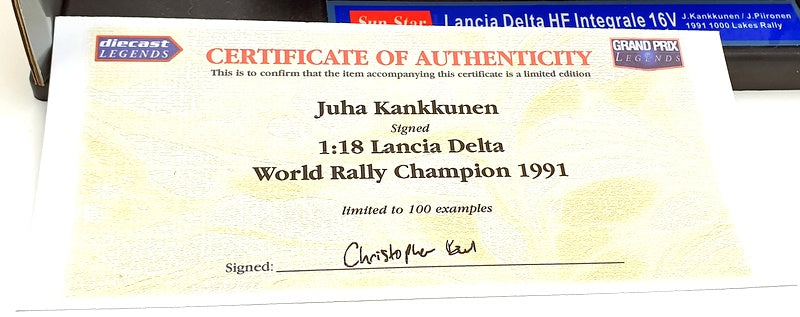 Sun Star Lancia Delta HF Integrale 16V J.Kankkunen / J.Piironen
1991 1000 Lakes Rally
diecast
LEGENDS
CERTIFICATE OF AUTHENTICITY
GRAND PRIX
LEGENDS
This is to confirm that the item accompanying this certificate is a limited edition
Juha Kankkunen
Signed
1:18 Lancia Delta
World Rally Champion 1991
limited to 100 examples
Signed: Christopher